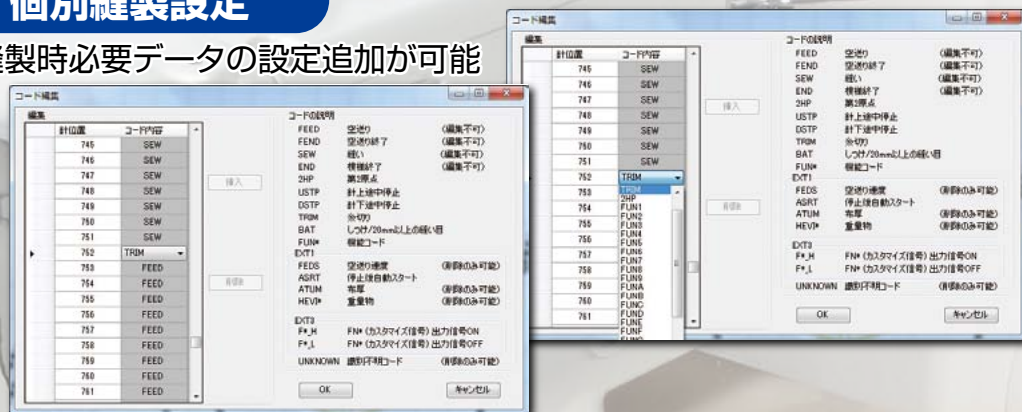 個別縫製設定
縫製時必要データの設定追加が可能
コード編集
編集
針位置 コード内容
745 SEW
746 SEW
747 SEW
748 SEW
749 SEW
750 SEW
751 SEW
752 TRIM
753 FEED
754 FEED
755 FEED
756 FEED
757 FEED
758 FEED
759 FEED
760 FEED
761 FEED
挿入
削除
コードの説明
FEED 空送り (編集不可)
FEND 空送り終了 (編集不可)
SEW 縫い (編集不可)
END 模様終了 (編集不可)
2HP 第2原点
USTP 針上途中停止
DSTP 針下途中停止
TRIM 糸切り
BAT しつけ/20mm以上の縫い目
FUN* 機能コード
EXT1
FEDS 空送り速度 (削除のみ可能)
ASRT 停止後自動スタート
ATUM 布厚 (削除のみ可能)
HEVI* 重量物 (削除のみ可能)
EXT3
F*_H FN* (カスタマイズ信号) 出力信号ON
F*_L FN* (カスタマイズ信号) 出力信号OFF
UNKNOWN 識別不明コード (削除のみ可能)
OK キャンセル
コード編集
編集
針位置 コード内容
745 SEW
746 SEW
747 SEW
748 SEW
749 SEW
750 SEW
751 SEW
752 TRIM
753
754
755
756
757
758
759
760
761
TRIM
2HP
FUN1
FUN2
FUN3
FUN4
FUN5
FUN6
FUN7
FUN8
FUN9
FUNA
FUNB
FUNC
FUND
FUNE
FUNF
FUNG
挿入
削除
コードの説明
FEED 空送り (編集不可)
FEND 空送り終了 (編集不可)
SEW 縫い (編集不可)
END 模様終了 (編集不可)
2HP 第2原点
USTP 針上途中停止
DSTP 針下途中停止
TRIM 糸切り
BAT しつけ/20mm以上の縫い目
FUN* 機能コード
EXT1
FEDS 空送り速度 (削除のみ可能)
ASRT 停止後自動スタート
ATUM 布厚 (削除のみ可能)
HEVI* 重量物 (削除のみ可能)
EXT3
F*_H FN* (カスタマイズ信号) 出力信号ON
F*_L FN* (カスタマイズ信号) 出力信号OFF
UNKNOWN 識別不明コード (削除のみ可能)
OK キャンセル